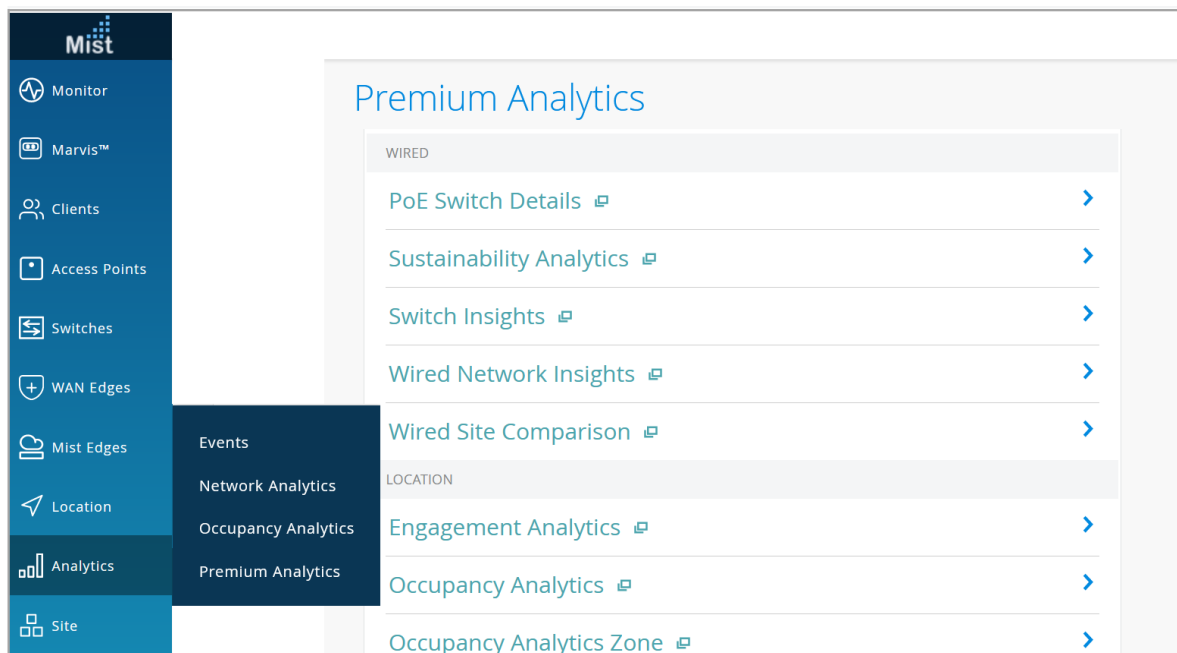 Mist
Monitor
Marvis™
Clients
Access Points
Switches
WAN Edges
Mist Edges
Location
Analytics
Site
Events
Network Analytics
Occupancy Analytics
Premium Analytics
Premium Analytics
WIRED
PoE Switch Details
Sustainability Analytics
Switch Insights
Wired Network Insights
Wired Site Comparison
LOCATION
Engagement Analytics
Occupancy Analytics
Occupancy Analytics Zone